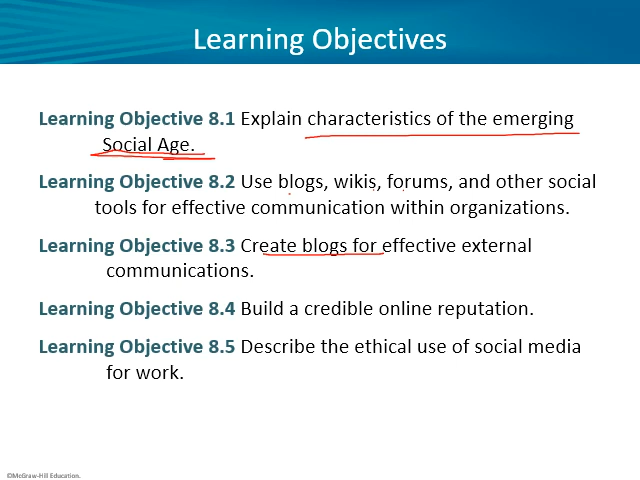 Learning Objectives
Learning Objective 8.1 Explain characteristics of the emerging
Social Age.
Learning Objective 8.2 Use blogs, wikis, forums, and other social
tools for effective communication within organizations.
Learning Objective 8.3 Create blogs for effective external
communications.
Learning Objective 8.4 Build a credible online reputation.
Learning Objective 8.5 Describe the ethical use of social media
for work.
©McGraw-Hill Education.